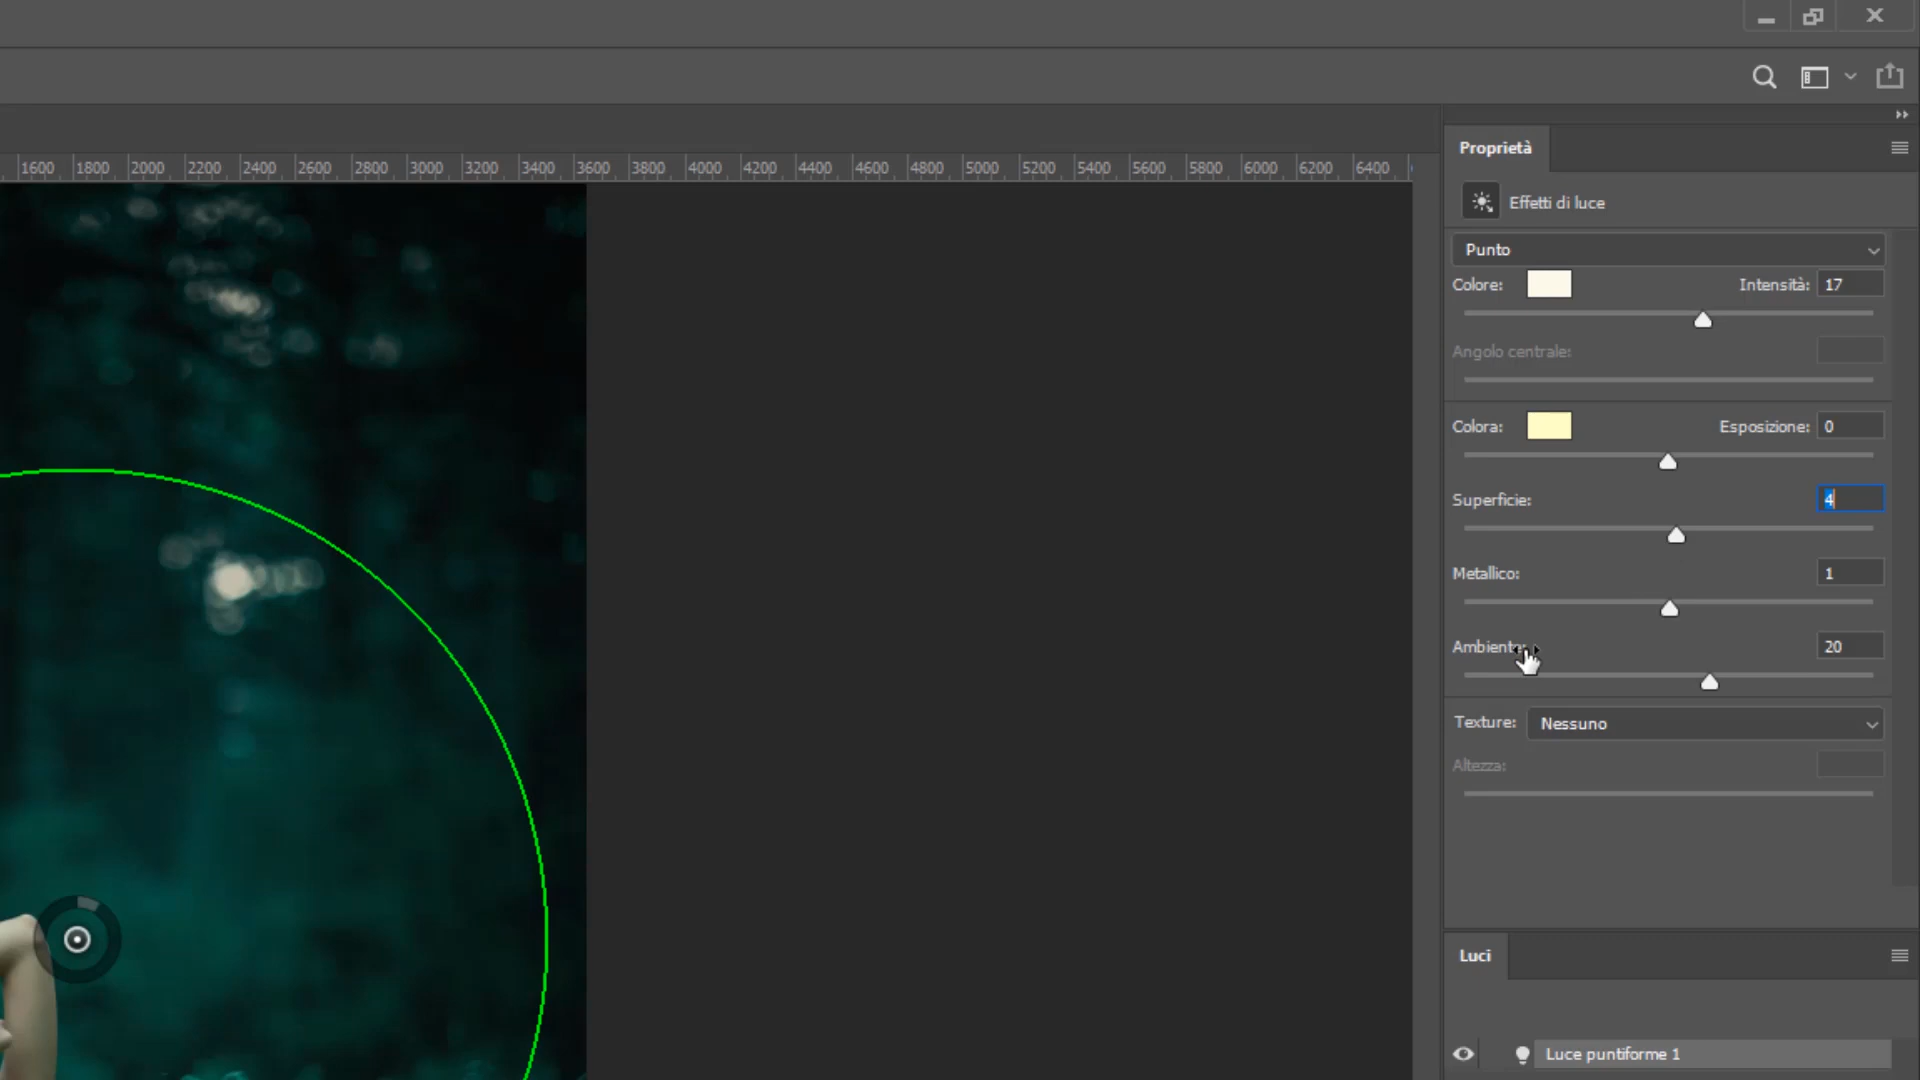 1600 1800 2000 2200 2400 2600 2800 3000 3200 3400 3600 3800 4000 4200 4400 4600 4800 5000 5200 5400 5600 5800 6000 6200 6400
Proprietà
Effetti di luce
Punto
Colore: Intensità: 17
Angolo centrale:
Colora: Esposizione: 0
Superficie: 4
Metallico: 1
Ambiente: 20
Texture: Nessuno
Altezza:
Luci
Luce puntiforme 1